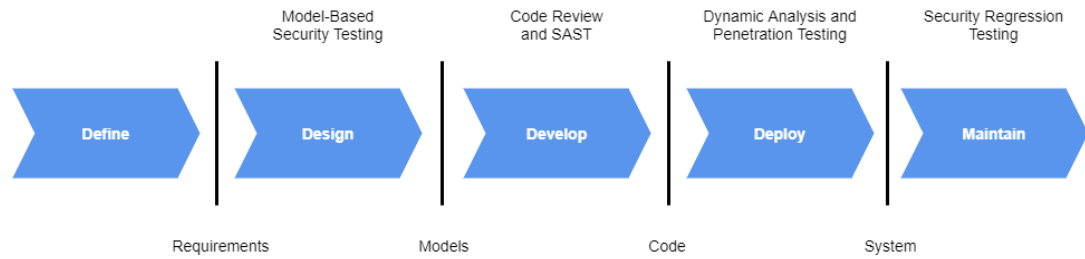 Model-Based
Security Testing
Code Review
and SAST
Dynamic Analysis and
Penetration Testing
Security Regression
Testing
Define
Design
Develop
Deploy
Maintain
Requirements
Models
Code
System